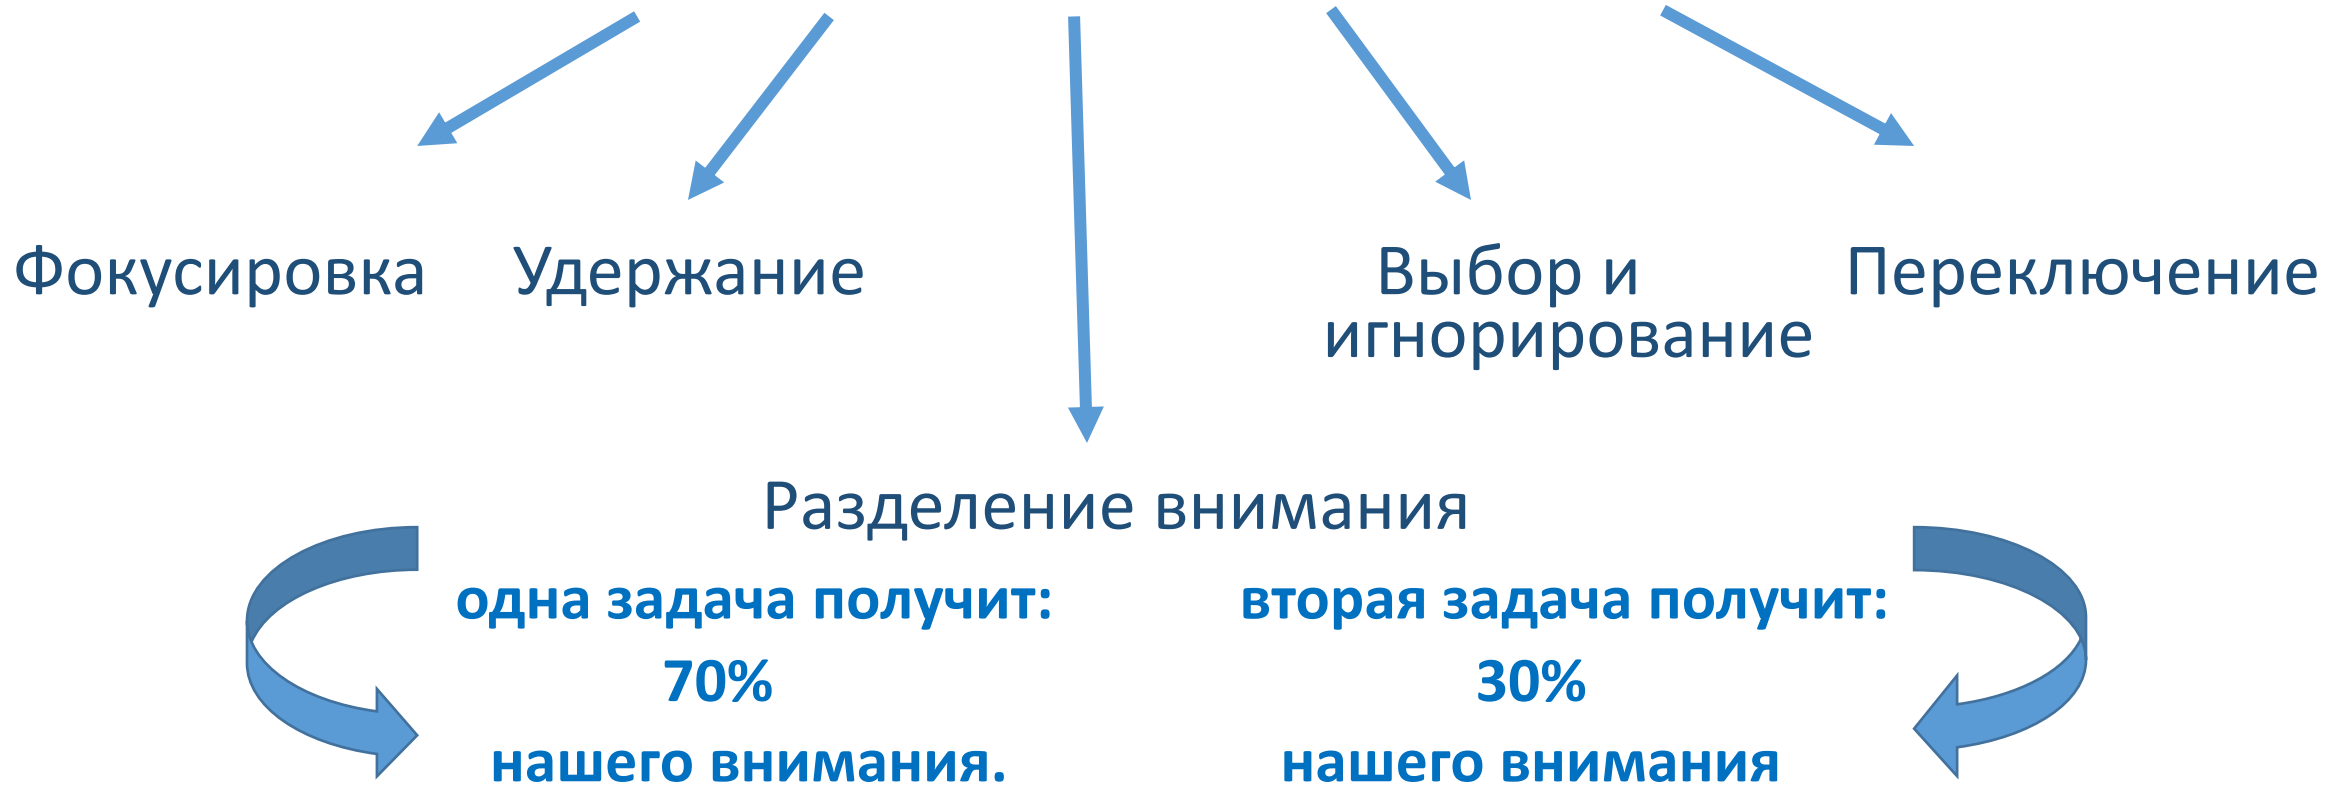 Фокусировка
Удержание
Выбор и
игнорирование
Переключение
Разделение внимания
одна задача получит:
70%
нашего внимания.
вторая задача получит:
30%
нашего внимания